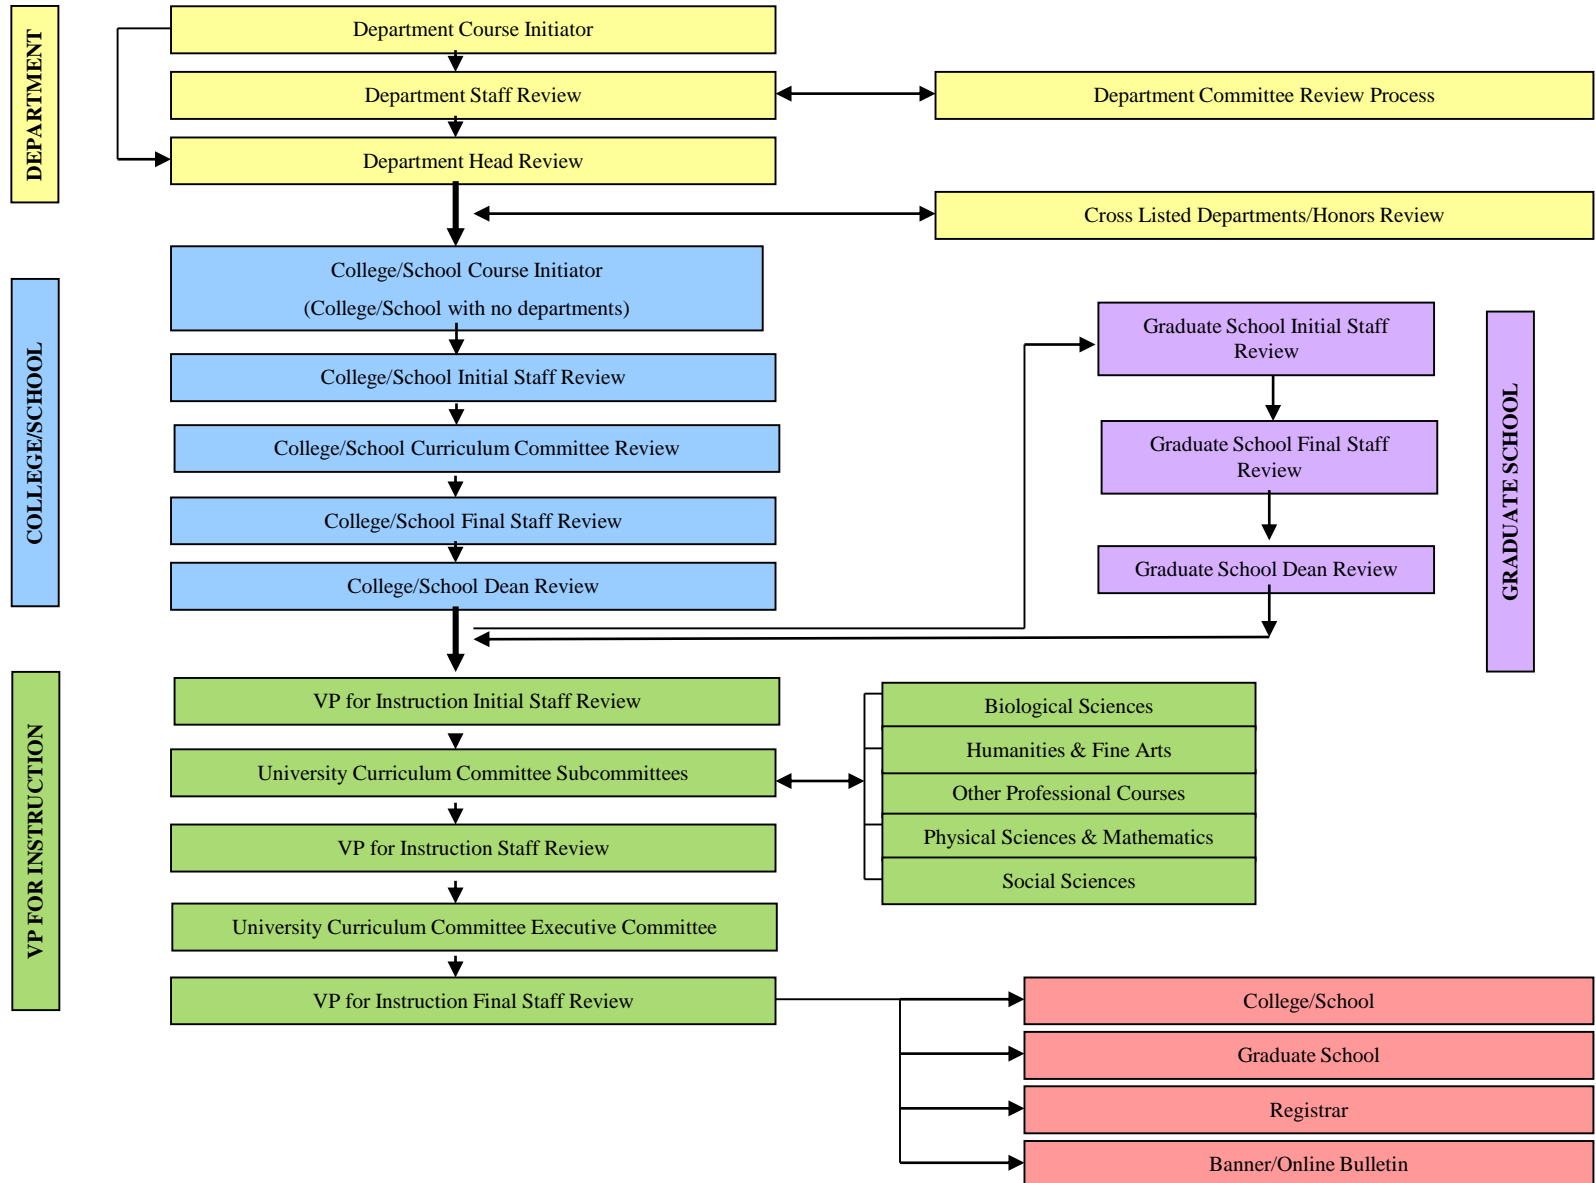 DEPARTMENT
Department Course Initiator
Department Staff Review
Department Committee Review Process
Department Head Review
Cross Listed Departments/Honors Review
COLLEGE/SCHOOL
College/School Course Initiator
(College/School with no departments)
College/School Initial Staff Review
College/School Curriculum Committee Review
College/School Final Staff Review
College/School Dean Review
GRADUATE SCHOOL
Graduate School Initial Staff
Review
Graduate School Final Staff
Review
Graduate School Dean Review
VP FOR INSTRUCTION
VP for Instruction Initial Staff Review
University Curriculum Committee Subcommittees
VP for Instruction Staff Review
University Curriculum Committee Executive Committee
VP for Instruction Final Staff Review
Biological Sciences
Humanities & Fine Arts
Other Professional Courses
Physical Sciences & Mathematics
Social Sciences
College/School
Graduate School
Registrar
Banner/Online Bulletin